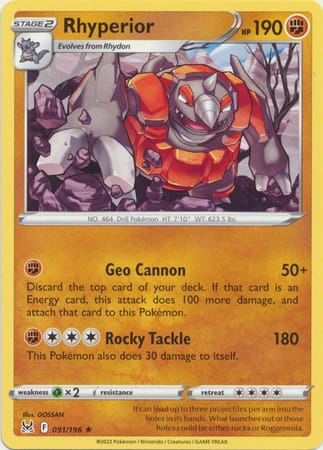 STAGE2 Rhyperior HP 190
Evolves from Rhydon
NO. 464 Drill Pokémon HT: 7'10" WT: 623.5 lbs.
Geo Cannon 50+
Discard the top card of your deck. If that card is an
Energy card, this attack does 100 more damage, and
attach that card to this Pokémon.
Rocky Tackle 180
This Pokémon also does 30 damage to itself.
weakness ×2 resistance retreat
Illus. GOSSAN
F 091/196 ★
It can load up to three projectiles per arm into the
holes in its hands. What launches out of those
holes could be either rocks or Roggenrola.
©2022 Pokémon / Nintendo / Creatures / GAME FREAK